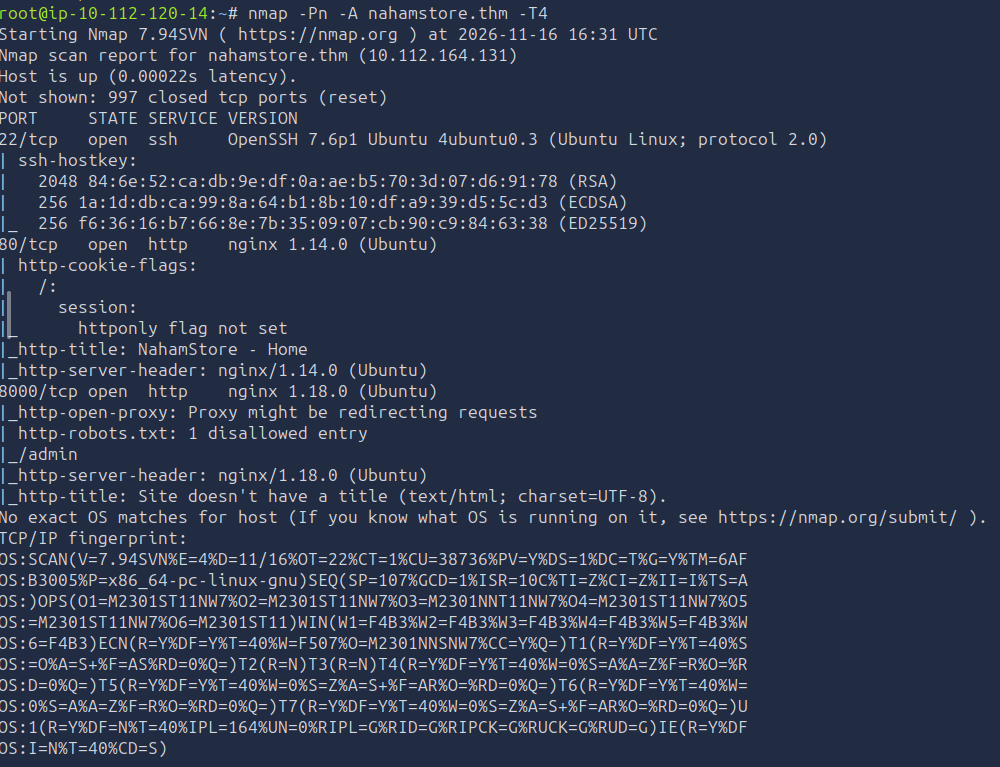 root@ip-10-112-120-14:~# nmap -Pn -A nahamstore.thm -T4
Starting Nmap 7.94SVN ( https://nmap.org ) at 2026-11-16 16:31 UTC
Nmap scan report for nahamstore.thm (10.112.164.131)
Host is up (0.00022s latency).
Not shown: 997 closed tcp ports (reset)
PORT     STATE SERVICE VERSION
22/tcp   open  ssh     OpenSSH 7.6p1 Ubuntu 4ubuntu0.3 (Ubuntu Linux; protocol 2.0)
| ssh-hostkey:
|   2048 84:6e:52:ca:db:9e:df:0a:ae:b5:70:3d:07:d6:91:78 (RSA)
|   256 1a:1d:db:ca:99:8a:64:b1:8b:10:df:a9:39:d5:5c:d3 (ECDSA)
|_  256 f6:36:16:b7:66:8e:7b:35:09:07:cb:90:c9:84:63:38 (ED25519)
80/tcp   open  http    nginx 1.14.0 (Ubuntu)
| http-cookie-flags:
|   /:
|     session:
|_      httponly flag not set
|_http-title: NahamStore - Home
|_http-server-header: nginx/1.14.0 (Ubuntu)
8000/tcp open  http    nginx 1.18.0 (Ubuntu)
|_http-open-proxy: Proxy might be redirecting requests
| http-robots.txt: 1 disallowed entry
|_/admin
|_http-server-header: nginx/1.18.0 (Ubuntu)
|_http-title: Site doesn't have a title (text/html; charset=UTF-8).
No exact OS matches for host (If you know what OS is running on it, see https://nmap.org/submit/ ).
TCP/IP fingerprint:
OS:SCAN(V=7.94SVN%E=4%D=11/16%OT=22%CT=1%CU=38736%PV=Y%DS=1%DC=T%G=Y%TM=6AF
OS:B3005%P=x86_64-pc-linux-gnu)SEQ(SP=107%GCD=1%ISR=10C%TI=Z%CI=Z%II=I%TS=A
OS:)OPS(O1=M2301ST11NW7%O2=M2301ST11NW7%O3=M2301NNT11NW7%O4=M2301ST11NW7%O5
OS:=M2301ST11NW7%O6=M2301ST11)WIN(W1=F4B3%W2=F4B3%W3=F4B3%W4=F4B3%W5=F4B3%W
OS:6=F4B3)ECN(R=Y%DF=Y%T=40%W=F507%O=M2301NNSNW7%CC=Y%Q=)T1(R=Y%DF=Y%T=40%S
OS:=O%A=S+%F=AS%RD=0%Q=)T2(R=N)T3(R=N)T4(R=Y%DF=Y%T=40%W=0%S=A%A=Z%F=R%O=%R
OS:D=0%Q=)T5(R=Y%DF=Y%T=40%W=0%S=Z%A=S+%F=AR%O=%RD=0%Q=)T6(R=Y%DF=Y%T=40%W=
OS:0%S=A%A=Z%F=R%O=%RD=0%Q=)T7(R=Y%DF=Y%T=40%W=0%S=Z%A=S+%F=AR%O=%RD=0%Q=)U
OS:1(R=Y%DF=N%T=40%IPL=164%UN=0%RIPL=G%RID=G%RIPCK=G%RUCK=G%RUD=G)IE(R=Y%DF
OS:I=N%T=40%CD=S)